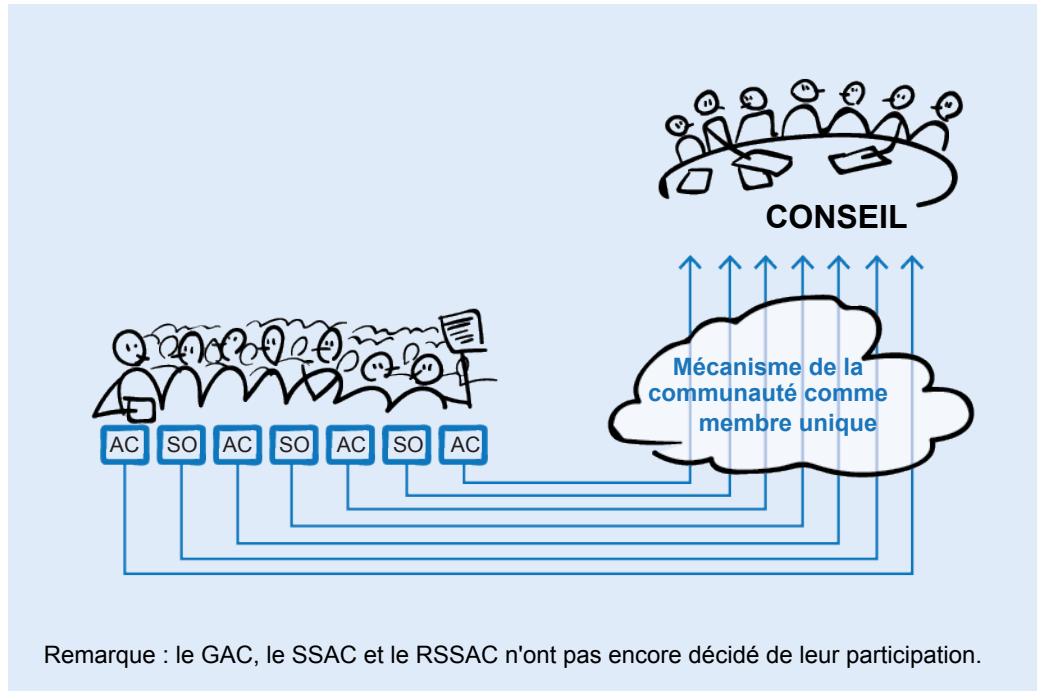 CONSEIL
Mécanisme de la
communauté comme
membre unique
AC SO AC SO AC SO AC
Remarque : le GAC, le SSAC et le RSSAC n'ont pas encore décidé de leur participation.